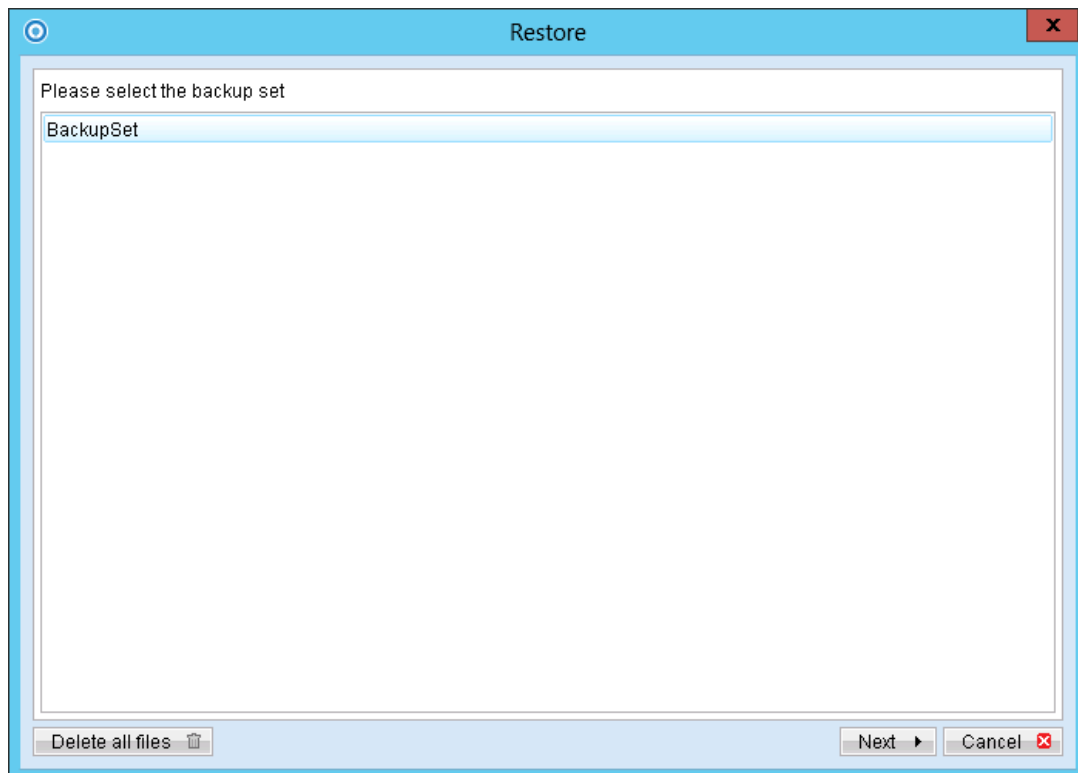 Restore
x
Please select the backup set
BackupSet
Delete all files
Next
Cancel